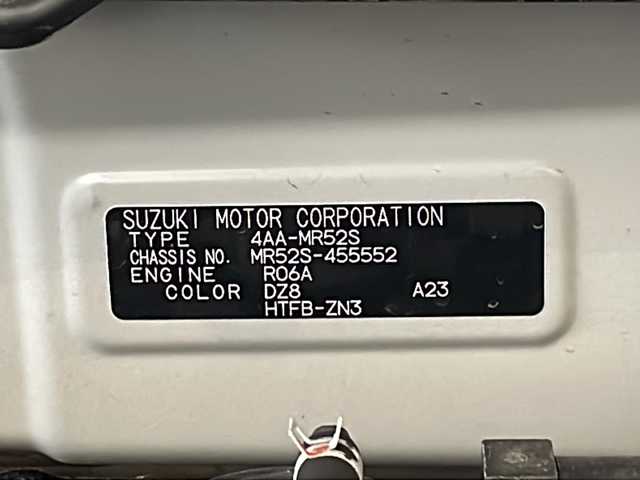 SUZUKI MOTOR CORPORATION
TYPE 4AA-MR52S
CHASSIS NO. MR52S-455552
ENGINE R06A
COLOR DZ8 A23
HTFB-ZN3